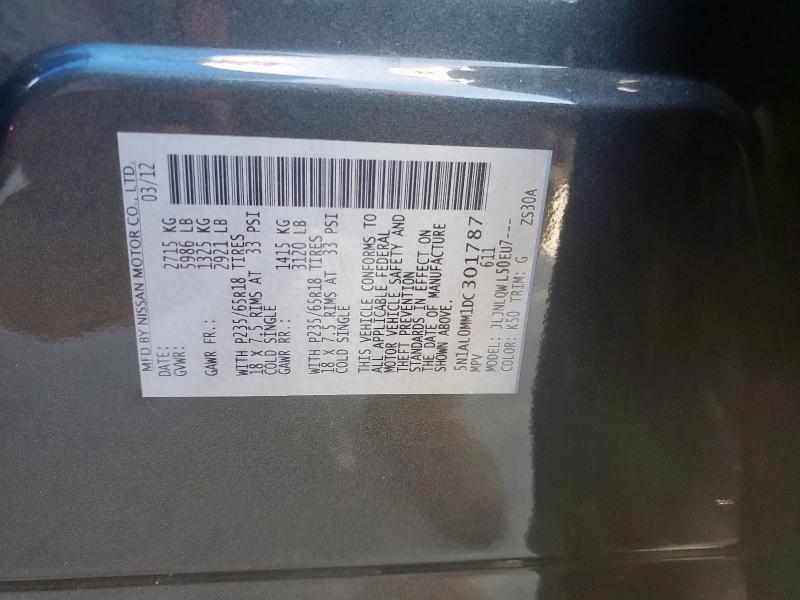 MFD BY NISSAN MOTOR CO., LTD.
DATE: 03/12
GVWR: 2715 KG
5986 LB
1325 KG
GAWR FR.: 2921 LB
WITH P235/65R18 TIRES
18 X 7.5 RIMS AT 33 PSI
COLD SINGLE
GAWR RR.: 1415 KG
3120 LB
WITH P235/65R18 TIRES
18 X 7.5 RIMS AT 33 PSI
COLD SINGLE
THIS VEHICLE CONFORMS TO
ALL APPLICABLE FEDERAL
MOTOR VEHICLE SAFETY AND
THEFT PREVENTION
STANDARDS IN EFFECT ON
THE DATE OF MANUFACTURE
SHOWN ABOVE.
5N1AL0MM1DC301787
MPV 611
MODEL: JLJNLQWL50EU7---
COLOR: K50 TRIM: G ZS30A